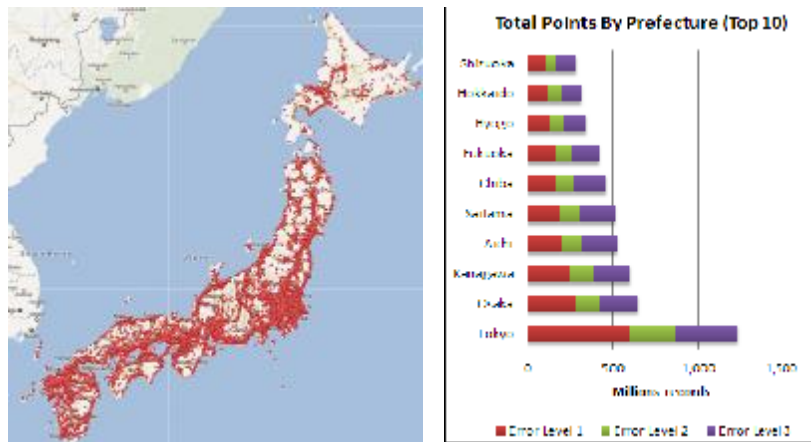 Total Points By Prefecture (Top 10)
Shizuoka
Hokkaido
Hyogo
Fukuoka
Chiba
Saitama
Aichi
Kanagawa
Osaka
Tokyo
0 500 1,000 1,500
Millions records
Error Level 1 Error Level 2 Error Level 3